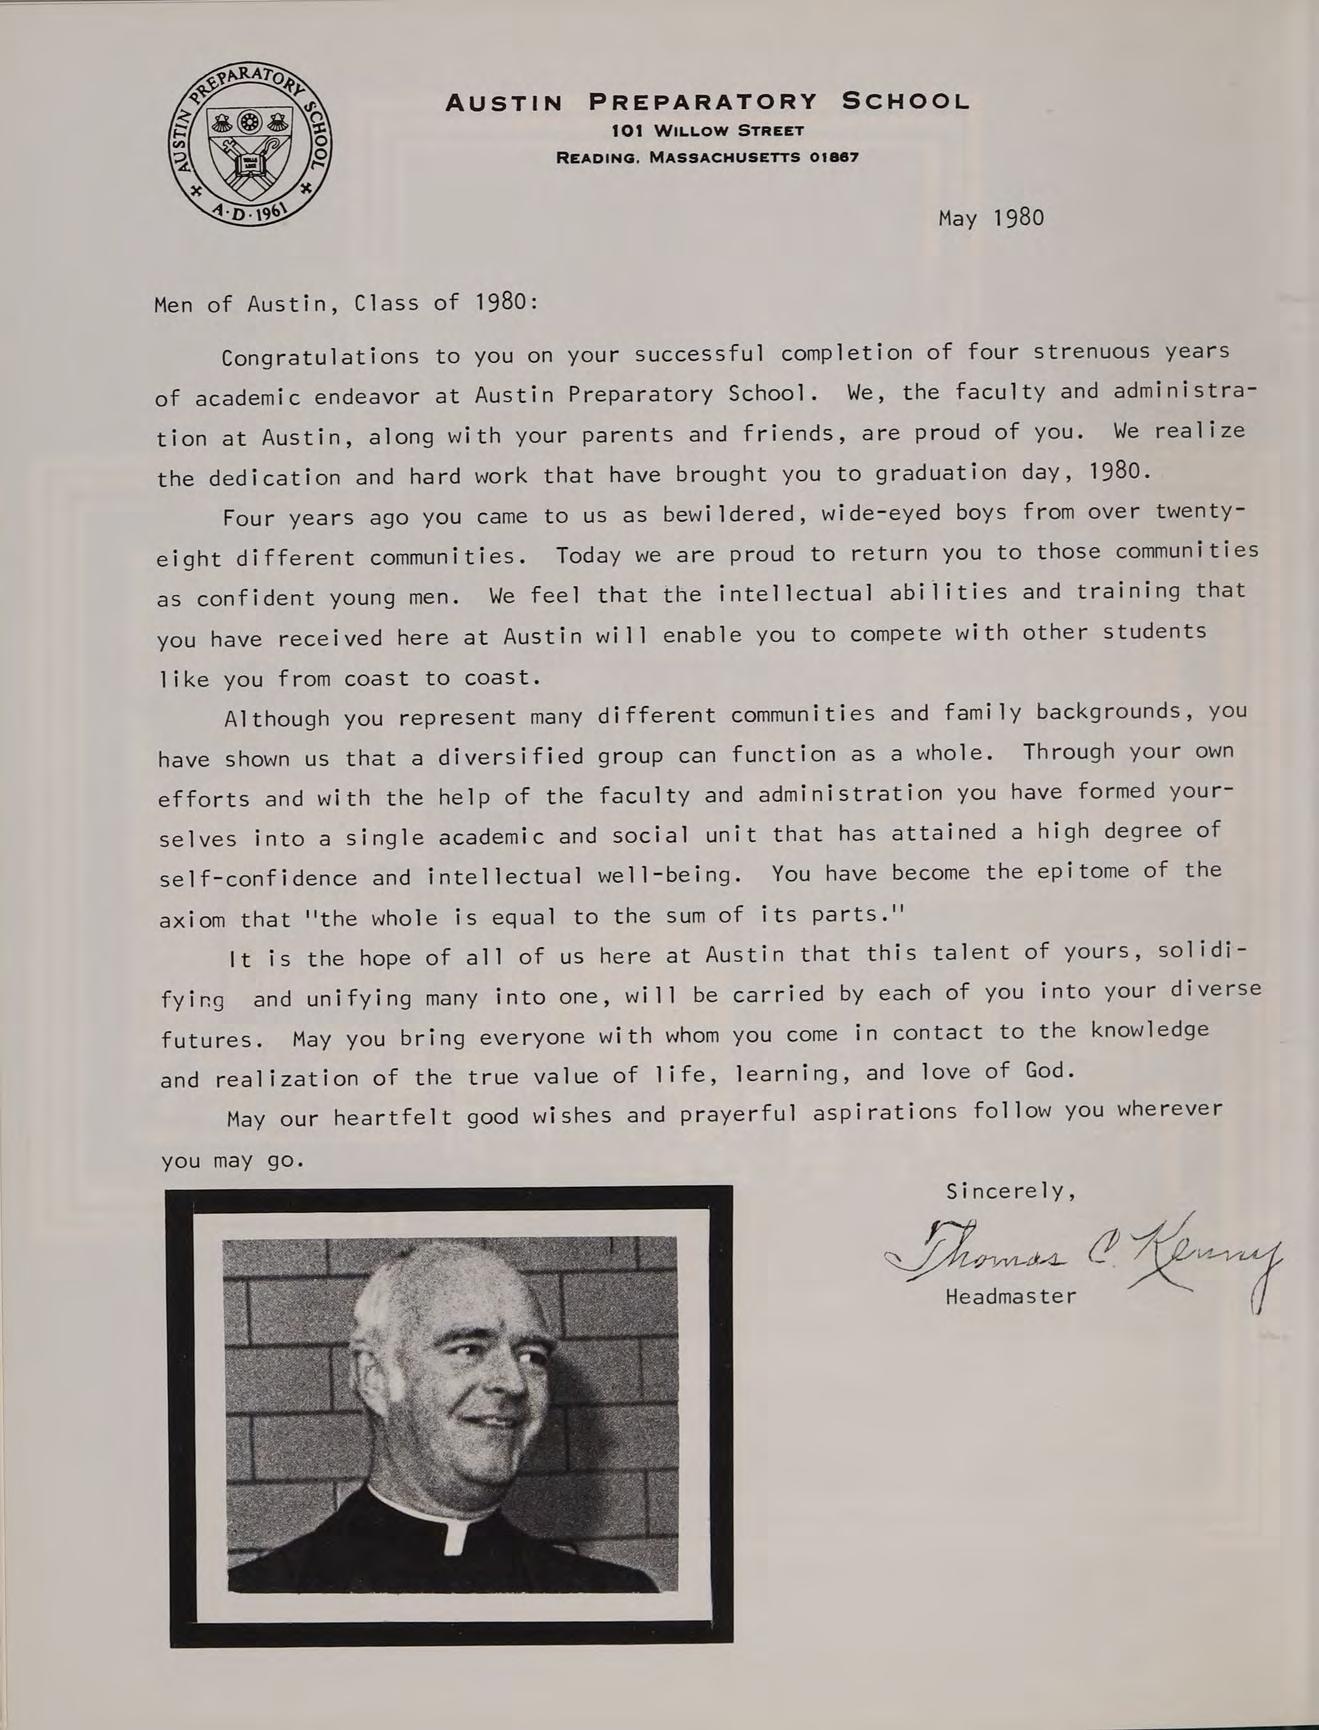 AUSTIN PREPARATORY SCHOOL
A·D·1961
AUSTIN PREPARATORY SCHOOL
101 WILLOW STREET
READING, MASSACHUSETTS 01867
May 1980
Men of Austin, Class of 1980:
Congratulations to you on your successful completion of four strenuous years
of academic endeavor at Austin Preparatory School. We, the faculty and administra-
tion at Austin, along with your parents and friends, are proud of you. We realize
the dedication and hard work that have brought you to graduation day, 1980.
Four years ago you came to us as bewildered, wide-eyed boys from over twenty-
eight different communities. Today we are proud to return you to those communities
as confident young men. We feel that the intellectual abilities and training that
you have received here at Austin will enable you to compete with other students
like you from coast to coast.
Although you represent many different communities and family backgrounds, you
have shown us that a diversified group can function as a whole. Through your own
efforts and with the help of the faculty and administration you have formed your-
selves into a single academic and social unit that has attained a high degree of
self-confidence and intellectual well-being. You have become the epitome of the
axiom that "the whole is equal to the sum of its parts."
It is the hope of all of us here at Austin that this talent of yours, solidi-
fying and unifying many into one, will be carried by each of you into your diverse
futures. May you bring everyone with whom you come in contact to the knowledge
and realization of the true value of life, learning, and love of God.
May our heartfelt good wishes and prayerful aspirations follow you wherever
you may go.
Sincerely,
Thomas C. Kenny
Headmaster